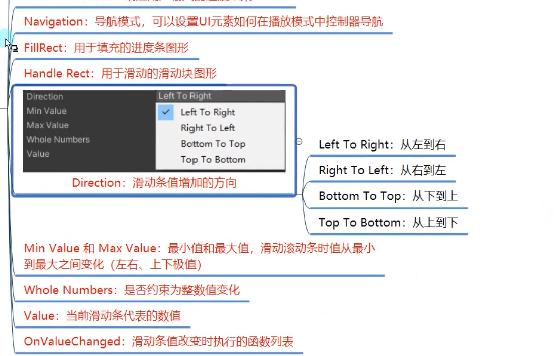 Navigation：导航模式，可以设置UI元素如何在播放模式中控制器导航
FillRect：用于填充的进度条图形
Handle Rect：用于滑动的滑动块图形
Direction
Left To Right
Min Value
Left To Right
Max Value
Right To Left
Whole Numbers
Bottom To Top
Value
Top To Bottom
Direction：滑动条值增加的方向
Left To Right：从左到右
Right To Left：从右到左
Bottom To Top：从下到上
Top To Bottom：从上到下
Min Value 和 Max Value：最小值和最大值，滑动滚动条时值从最小
到最大之间变化（左右、上下极值）
Whole Numbers：是否约束为整数值变化
Value：当前滑动条代表的数值
OnValueChanged：滑动条值改变时执行的函数列表